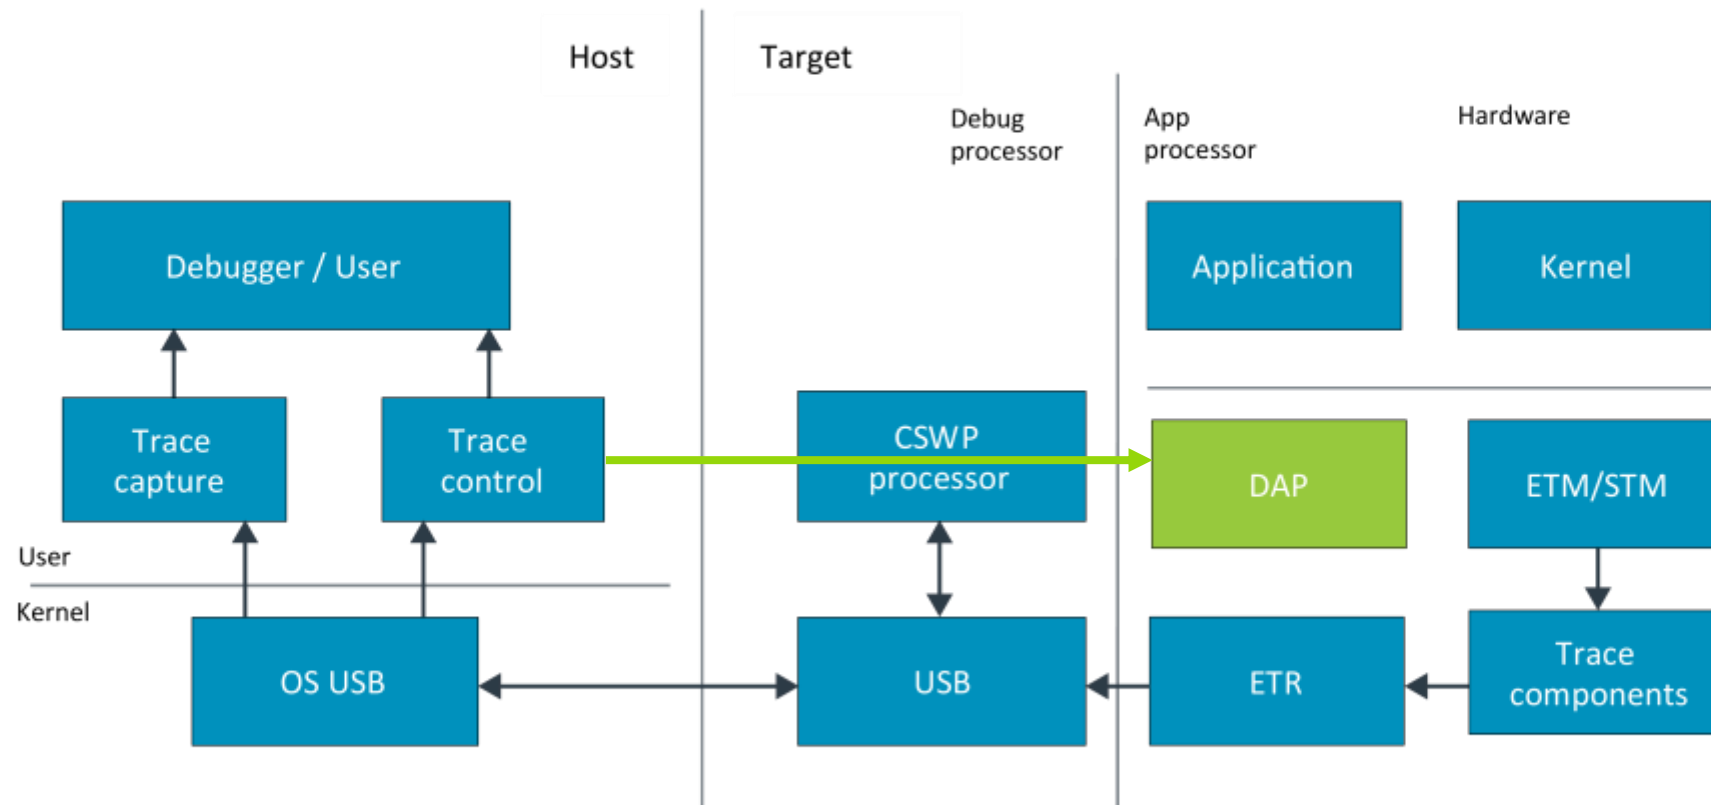 Host
Target
Debug
processor
App
processor
Hardware
Debugger / User
Application
Kernel
Trace
capture
Trace
control
CSWP
processor
DAP
ETM/STM
User
Kernel
OS USB
USB
ETR
Trace
components